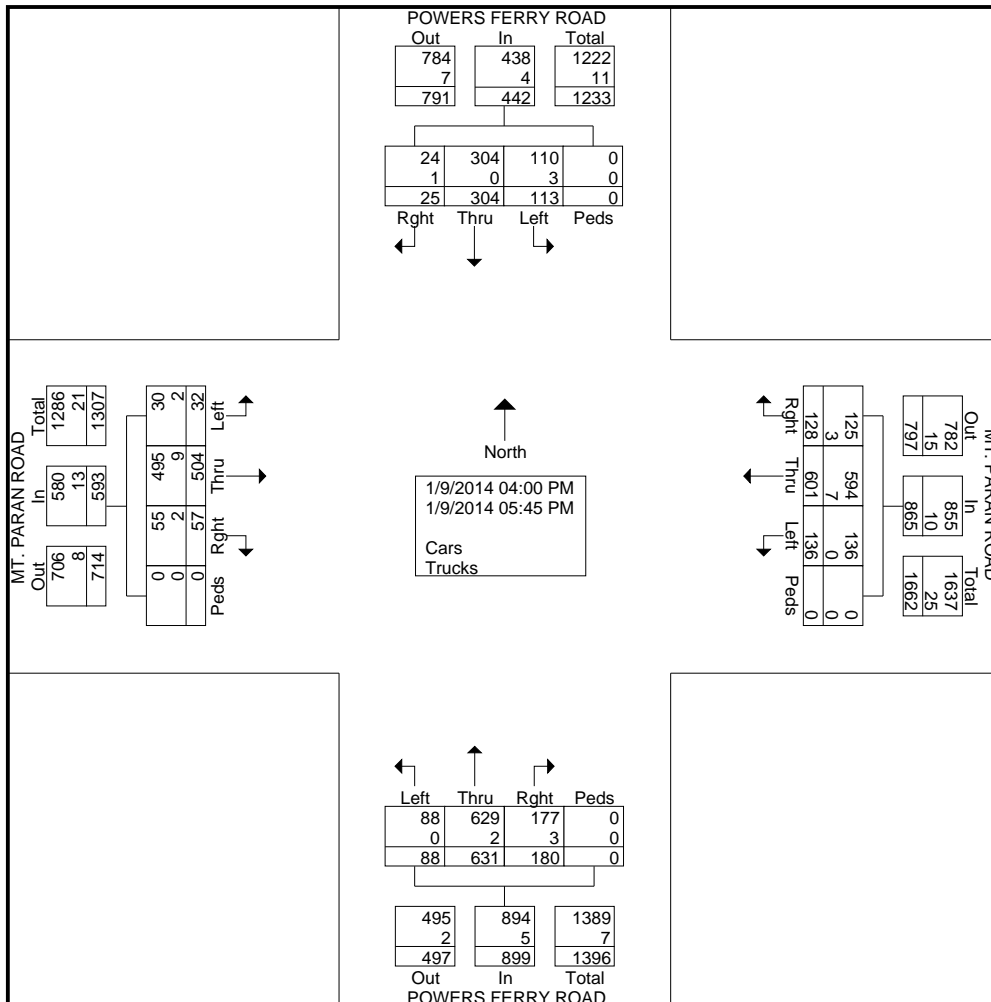 POWERS FERRY ROAD
Out In Total
784 438 1222
7 4 11
791 442 1233
24 304 110 0
1 0 3 0
25 304 113 0
Rght Thru Left Peds
MT. PARAN ROAD
Total In Out
1286 580 706
21 13 8
1307 593 714
30 495 55 0
2 9 2 0
32 504 57 0
Left Thru Rght Peds
North
1/9/2014 04:00 PM
1/9/2014 05:45 PM
Cars
Trucks
MT. PARAN ROAD
Out In Total
782 855 1637
15 10 25
797 865 1662
125 594 136 0
3 7 0 0
128 601 136 0
Rght Thru Left Peds
Left Thru Rght Peds
88 629 177 0
0 2 3 0
88 631 180 0
495 894 1389
2 5 7
497 899 1396
Out In Total
POWERS FERRY ROAD